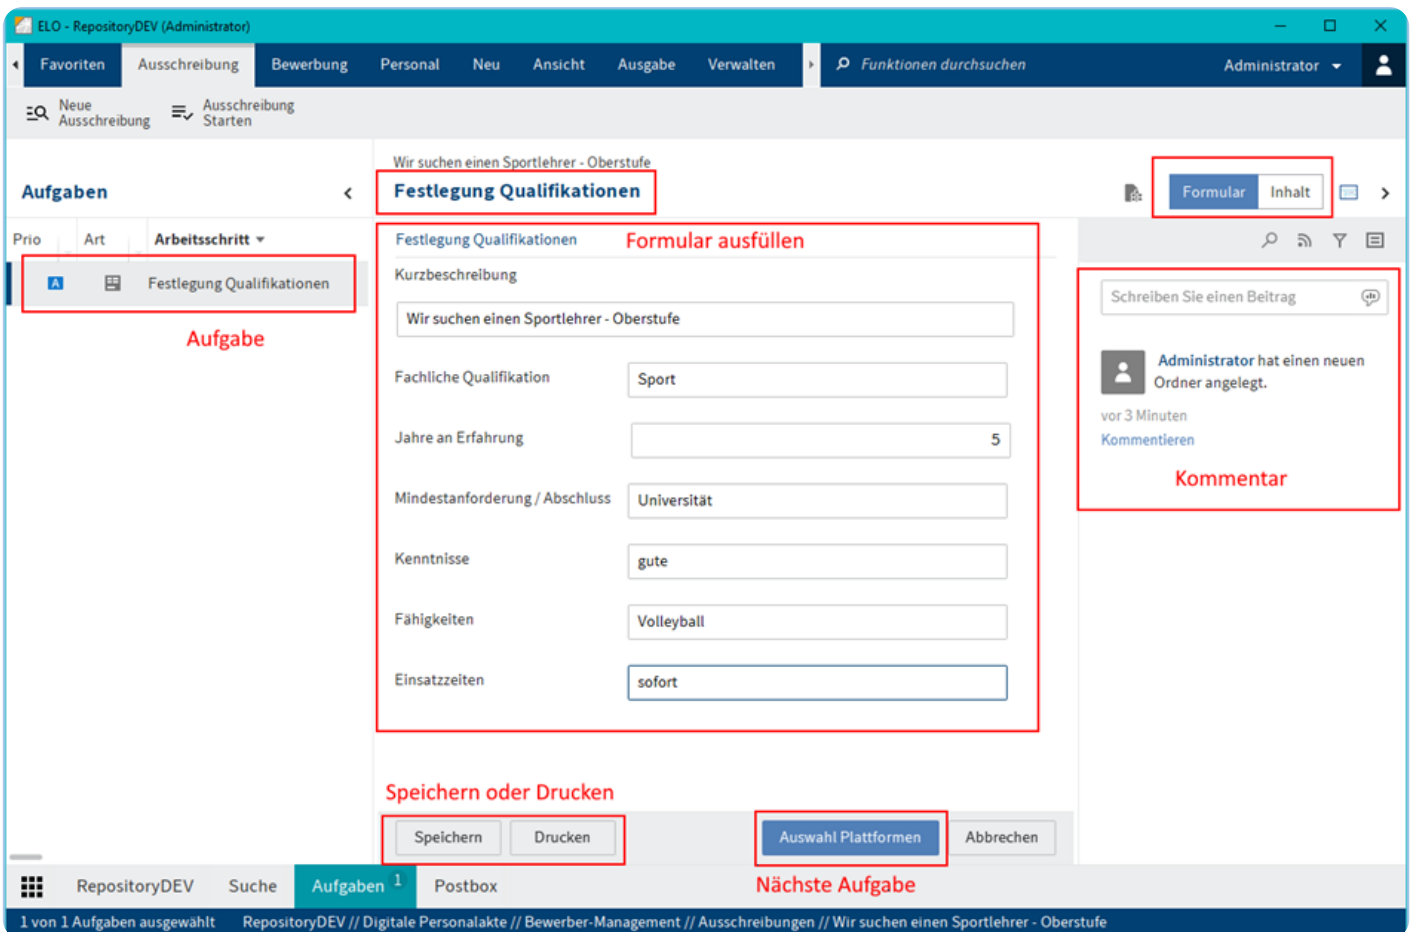 ELO - RepositoryDEV (Administrator)
Favoriten Ausschreibung Bewerbung Personal Neu Ansicht Ausgabe Verwalten Funktionen durchsuchen Administrator
Neue Ausschreibung
Ausschreibung Starten
Wir suchen einen Sportlehrer - Oberstufe
Aufgaben
Festlegung Qualifikationen
Formular Inhalt
Prio Art Arbeitsschritt
A Festlegung Qualifikationen
Aufgabe
Festlegung Qualifikationen
Formular ausfüllen
Kurzbeschreibung
Wir suchen einen Sportlehrer - Oberstufe
Fachliche Qualifikation Sport
Jahre an Erfahrung 5
Mindestanforderung / Abschluss Universität
Kenntnisse gute
Fähigkeiten Volleyball
Einsatzzeiten sofort
Schreiben Sie einen Beitrag
Administrator hat einen neuen
Ordner angelegt.
vor 3 Minuten
Kommentieren
Kommentar
Speichern oder Drucken
Speichern Drucken Auswahl Plattformen Abbrechen
Nächste Aufgabe
RepositoryDEV Suche Aufgaben 1 Postbox
1 von 1 Aufgaben ausgewählt RepositoryDEV // Digitale Personalakte // Bewerber-Management // Ausschreibungen // Wir suchen einen Sportlehrer - Oberstufe